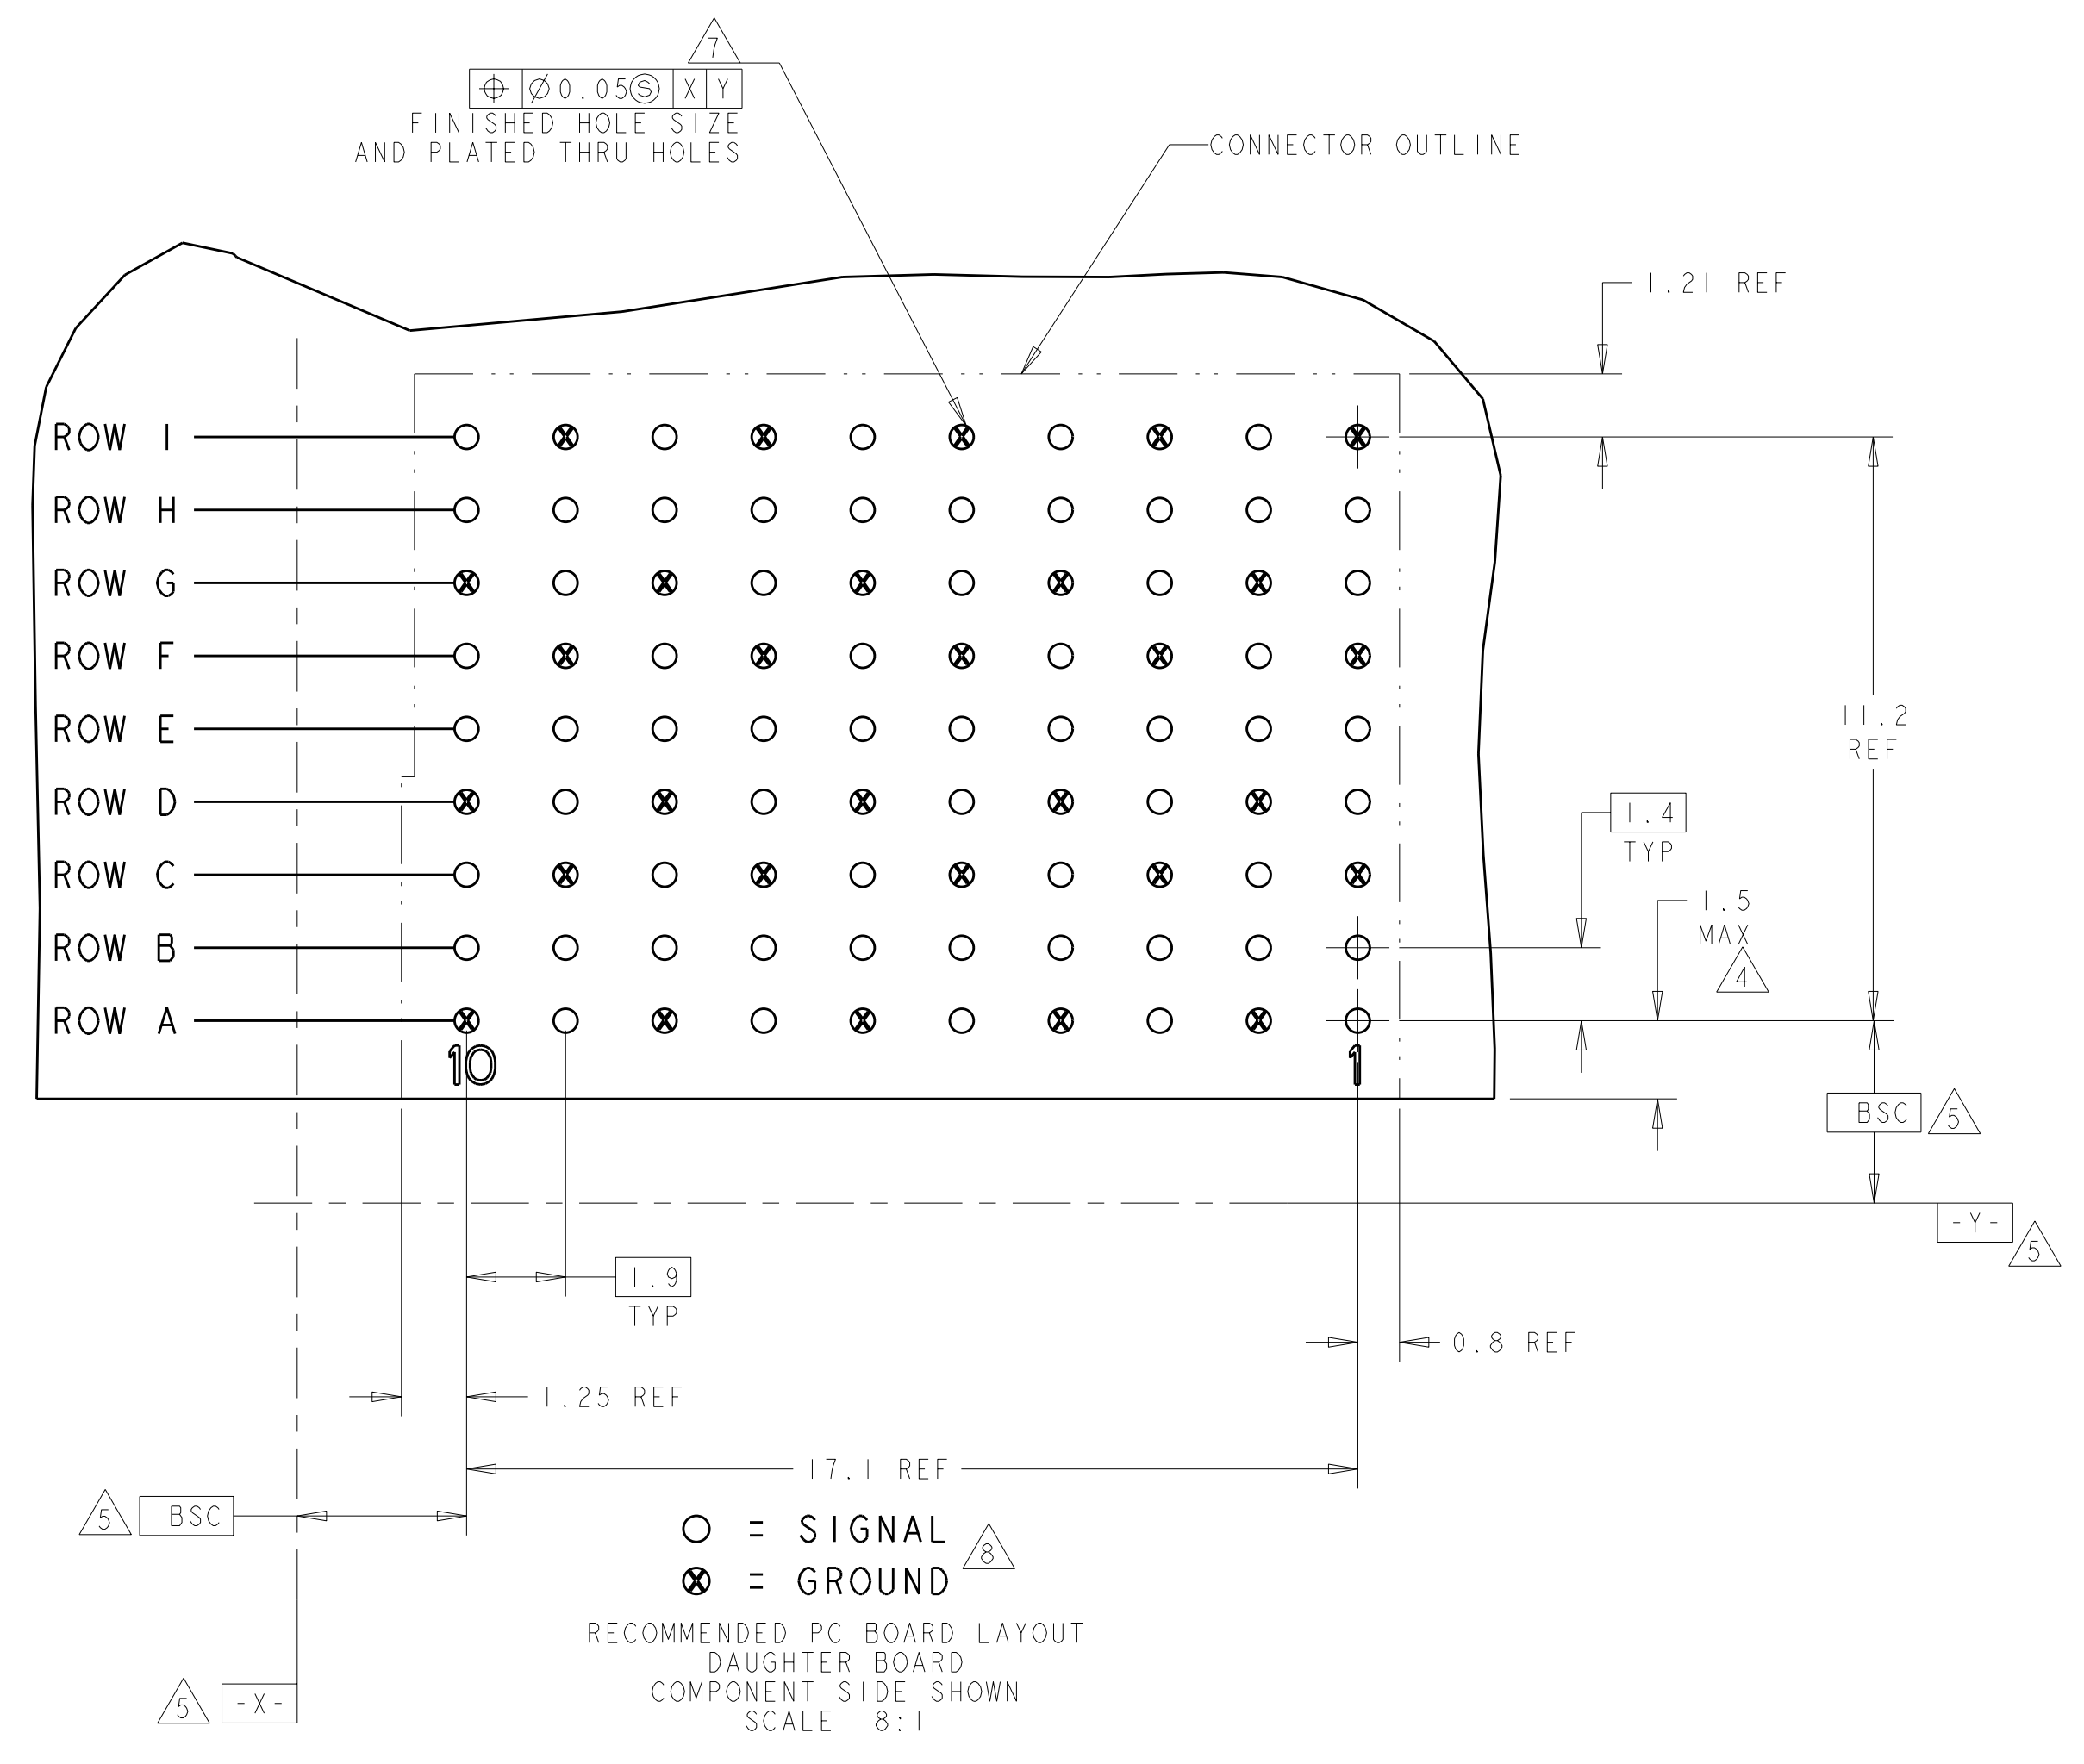 7
⌖ Ø0.05Ⓢ X Y
FINISHED HOLE SIZE
AND PLATED THRU HOLES
CONNECTOR OUTLINE
1.21 REF
ROW I
ROW H
ROW G
ROW F
ROW E
11.2
REF
ROW D
1.4
TYP
ROW C
1.5
MAX
4
ROW B
ROW A
10
1
BSC 5
-Y-
5
1.9
TYP
0.8 REF
1.25 REF
17.1 REF
5 BSC
= SIGNAL
8
= GROUND
RECOMMENDED PC BOARD LAYOUT
DAUGHTER BOARD
COMPONENT SIDE SHOWN
SCALE 8:1
5 -X-